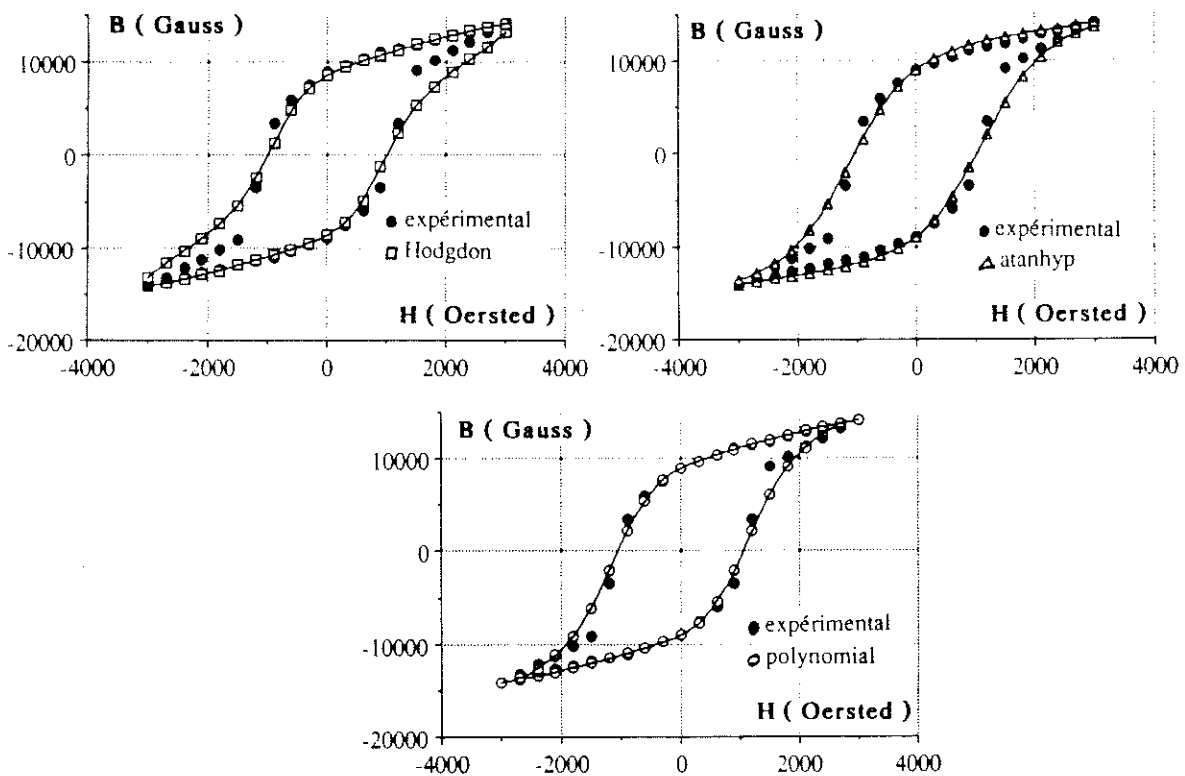 B ( Gauss )
10000
0
-10000
-20000
expérimental
Hodgdon
H ( Oersted )
-4000 -2000 0 2000 4000
B ( Gauss )
10000
0
-10000
-20000
expérimental
atanhyp
H ( Oersted )
-4000 -2000 0 2000 4000
B ( Gauss )
10000
0
-10000
-20000
expérimental
polynomial
H ( Oersted )
-4000 -2000 0 2000 4000